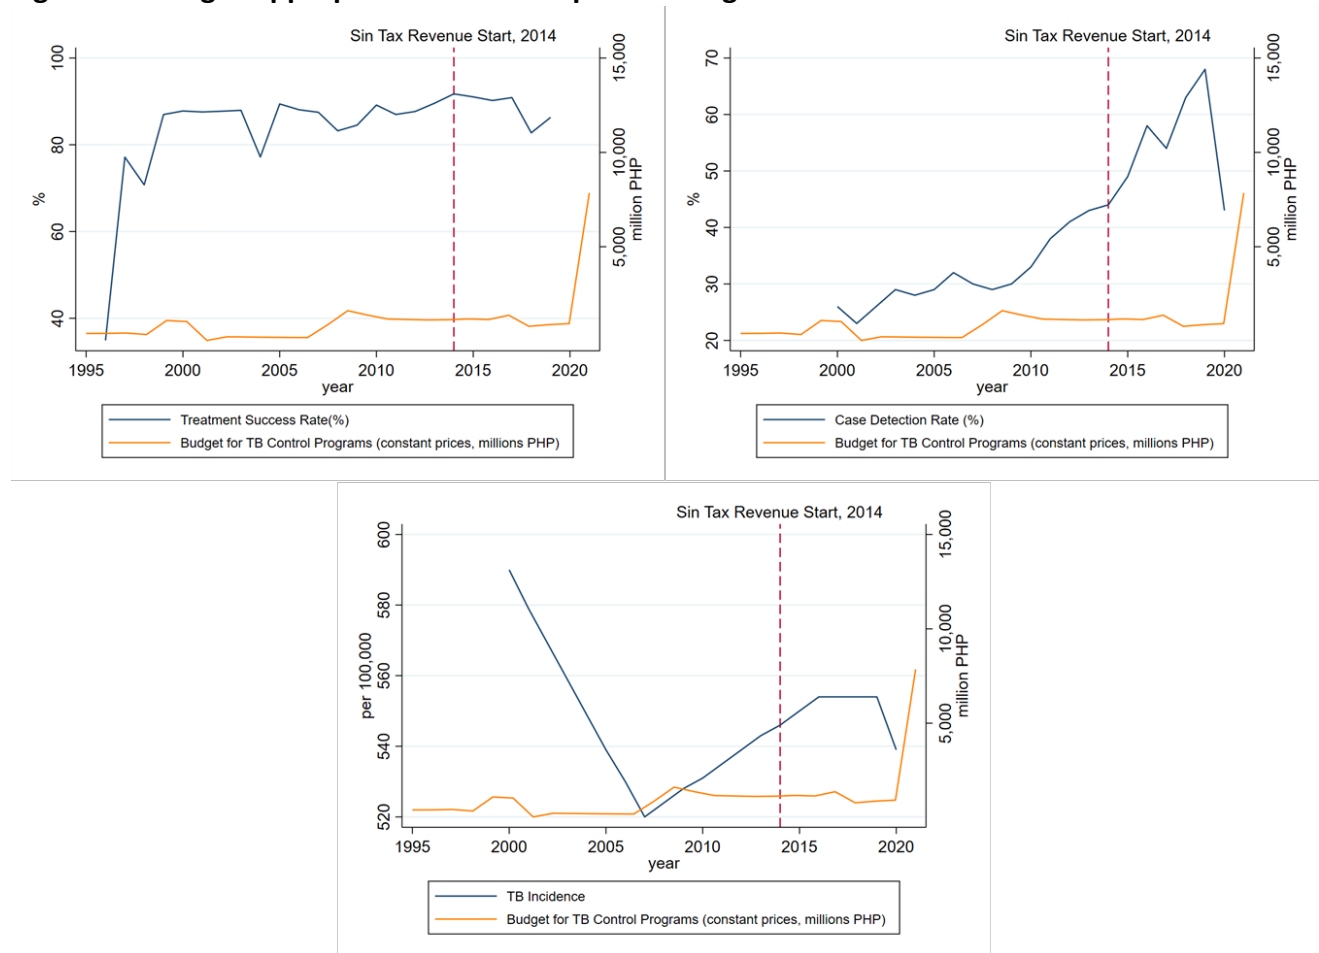 Sin Tax Revenue Start, 2014
100
80
60
40
%
15,000
10,000
5,000
million PHP
1995 2000 2005 2010 2015 2020
year
Treatment Success Rate(%)
Budget for TB Control Programs (constant prices, millions PHP)
Sin Tax Revenue Start, 2014
70
60
50
40
30
20
%
15,000
10,000
5,000
million PHP
1995 2000 2005 2010 2015 2020
year
Case Detection Rate (%)
Budget for TB Control Programs (constant prices, millions PHP)
Sin Tax Revenue Start, 2014
600
580
560
540
520
per 100,000
15,000
10,000
5,000
million PHP
1995 2000 2005 2010 2015 2020
year
TB Incidence
Budget for TB Control Programs (constant prices, millions PHP)